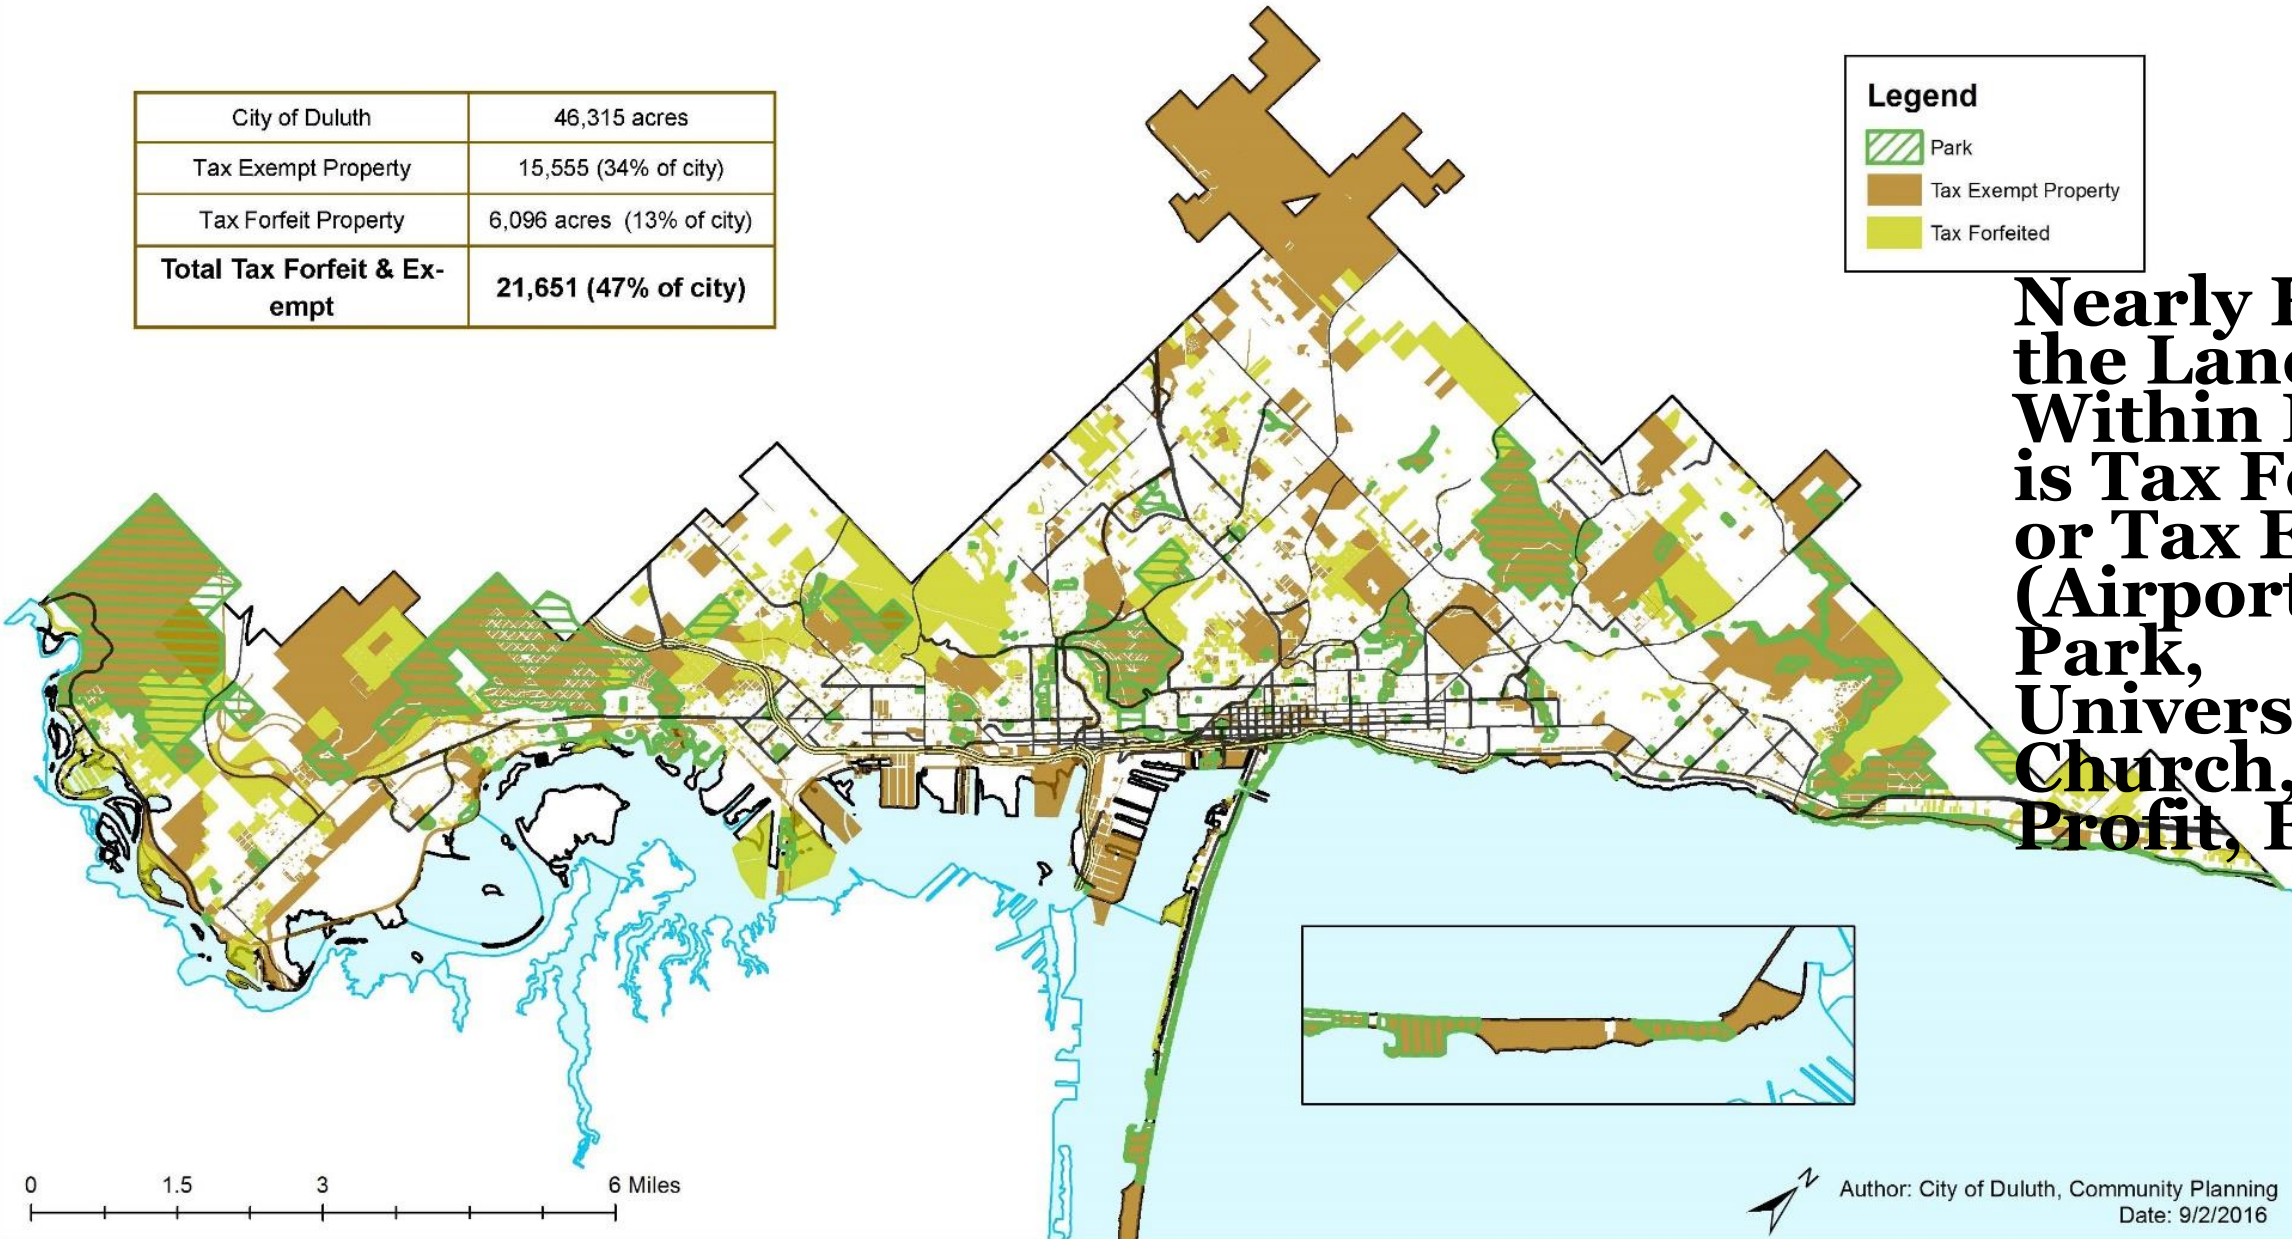 City of Duluth 46,315 acres
Tax Exempt Property 15,555 (34% of city)
Tax Forfeit Property 6,096 acres (13% of city)
Total Tax Forfeit & Ex-
empt 21,651 (47% of city)
Legend
Park
Tax Exempt Property
Tax Forfeited
Nearly
the
Within
is Tax
or Tax
Park,
Church,
Profit,
0 1.5 3 6 Miles
N
Author: City of Duluth, Community Planning
Date: 9/2/2016